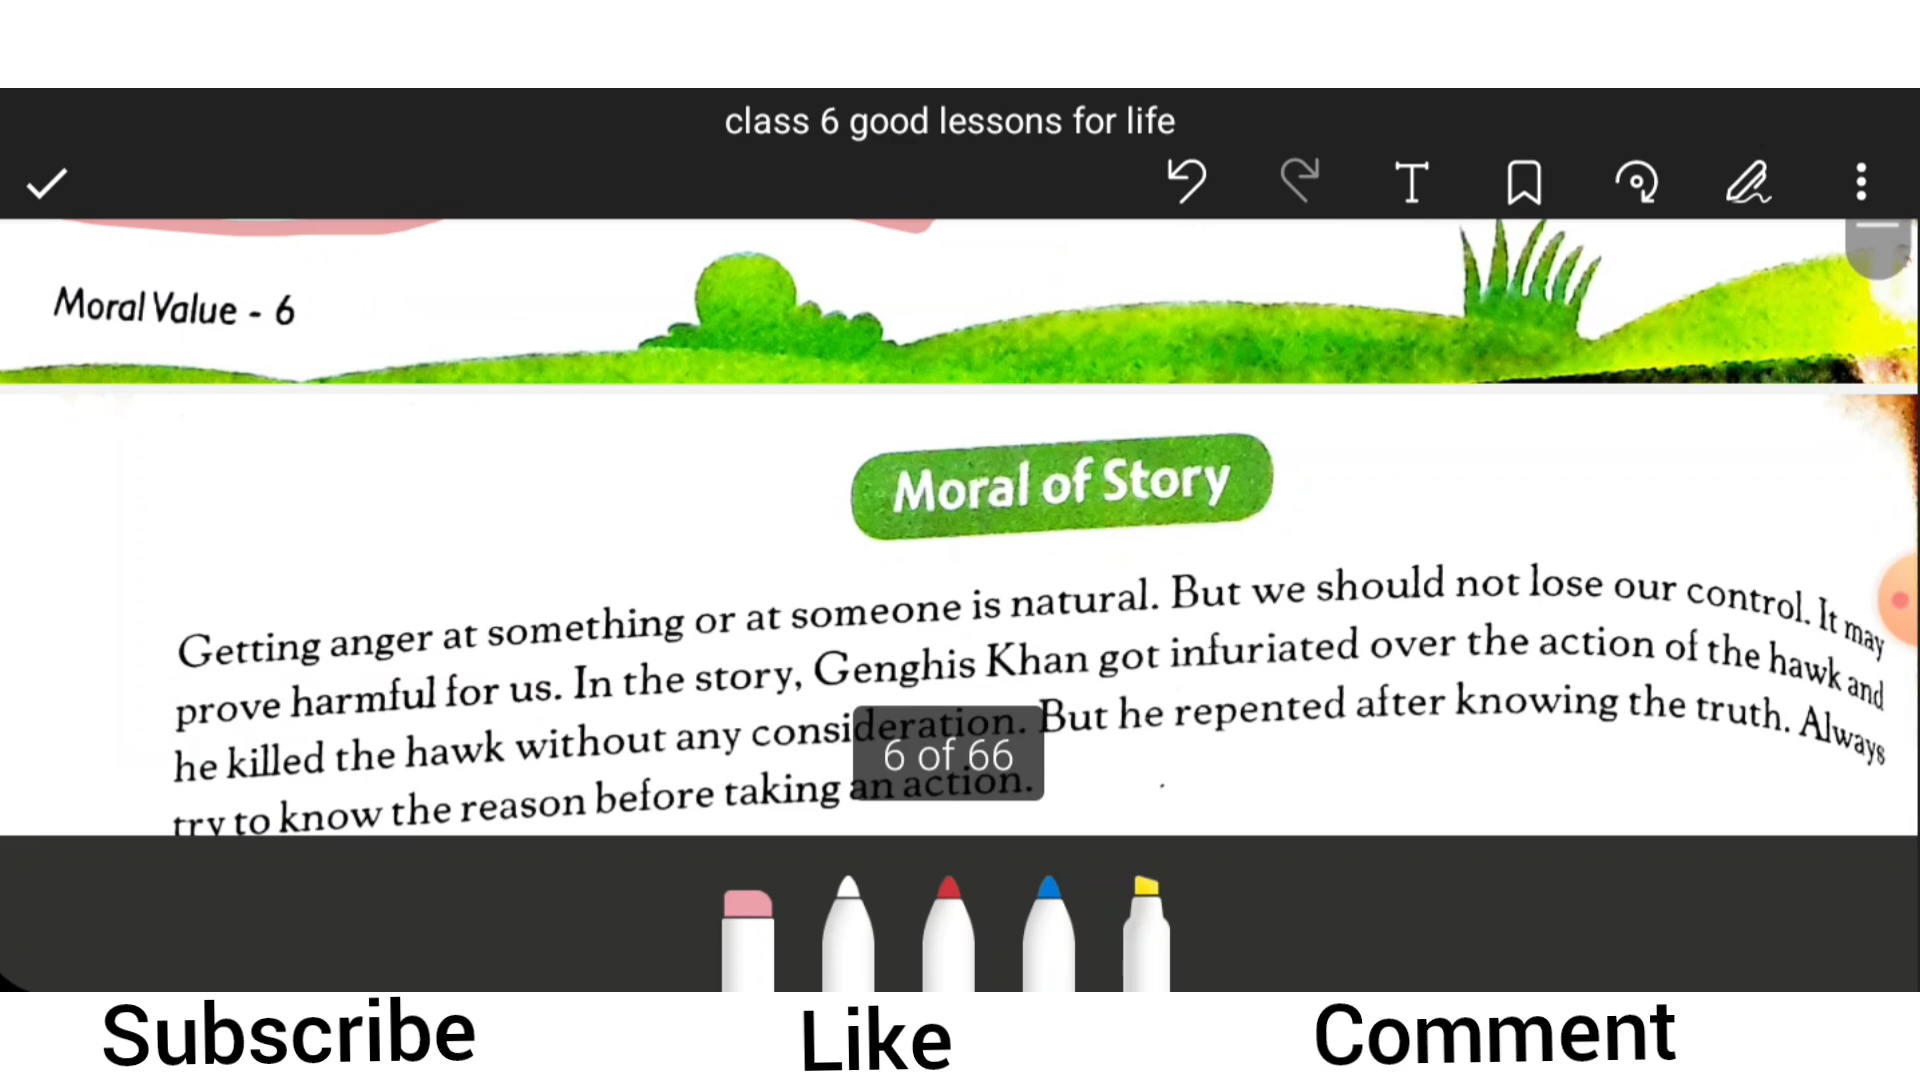 class 6 good lessons for life
Moral Value - 6
Moral of Story
Getting anger at something or at someone is natural. But we should not lose our control. It may
prove harmful for us. In the story, Genghis Khan got infuriated over the action of the hawk and
he killed the hawk without any consideration. But he repented after knowing the truth. Always
try to know the reason before taking an action.
6 of 66
Subscribe Like Comment